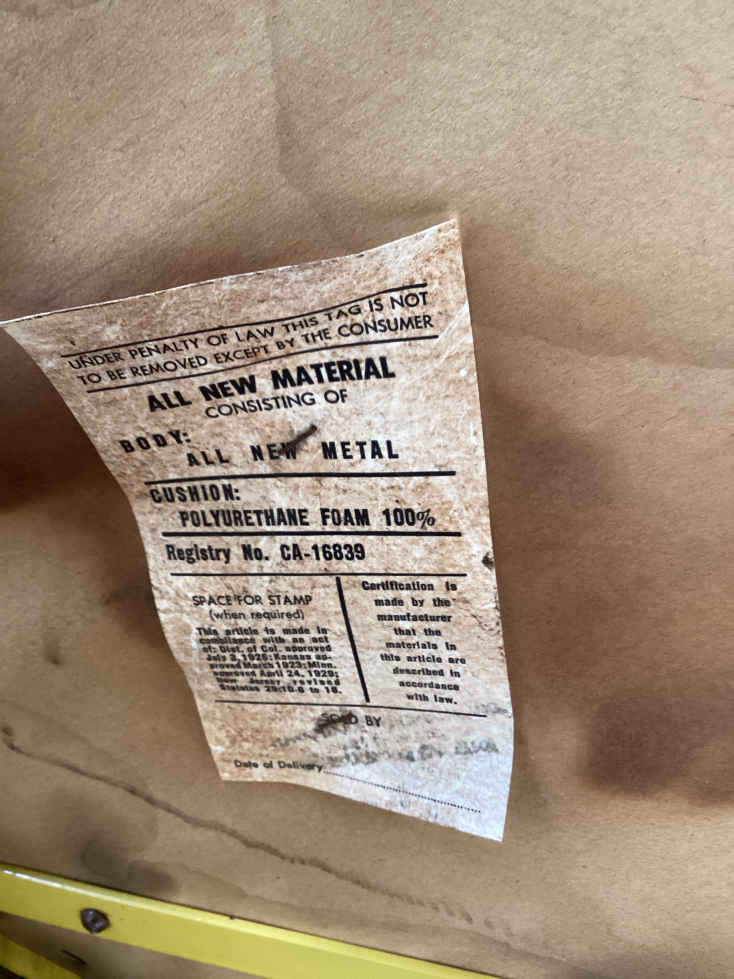 UNDER PENALTY OF LAW THIS TAG IS NOT
TO BE REMOVED EXCEPT BY THE CONSUMER
ALL NEW MATERIAL
CONSISTING OF
BODY:
ALL NEW METAL
CUSHION:
POLYURETHANE FOAM 100%
Registry No. CA-16839
SPACE FOR STAMP
(when required)
This article is made in
compliance with an act
of: Dist. of Col. approved
July 3, 1926; Kansas ap-
proved March 1923; Minn.
approved April 24, 1929;
New Jersey revised
Statutes 26:10-6 to 18.
Certification is
made by the
manufacturer
that the
materials in
this article are
described in
accordance
with law.
SOLD BY
Date of Delivery